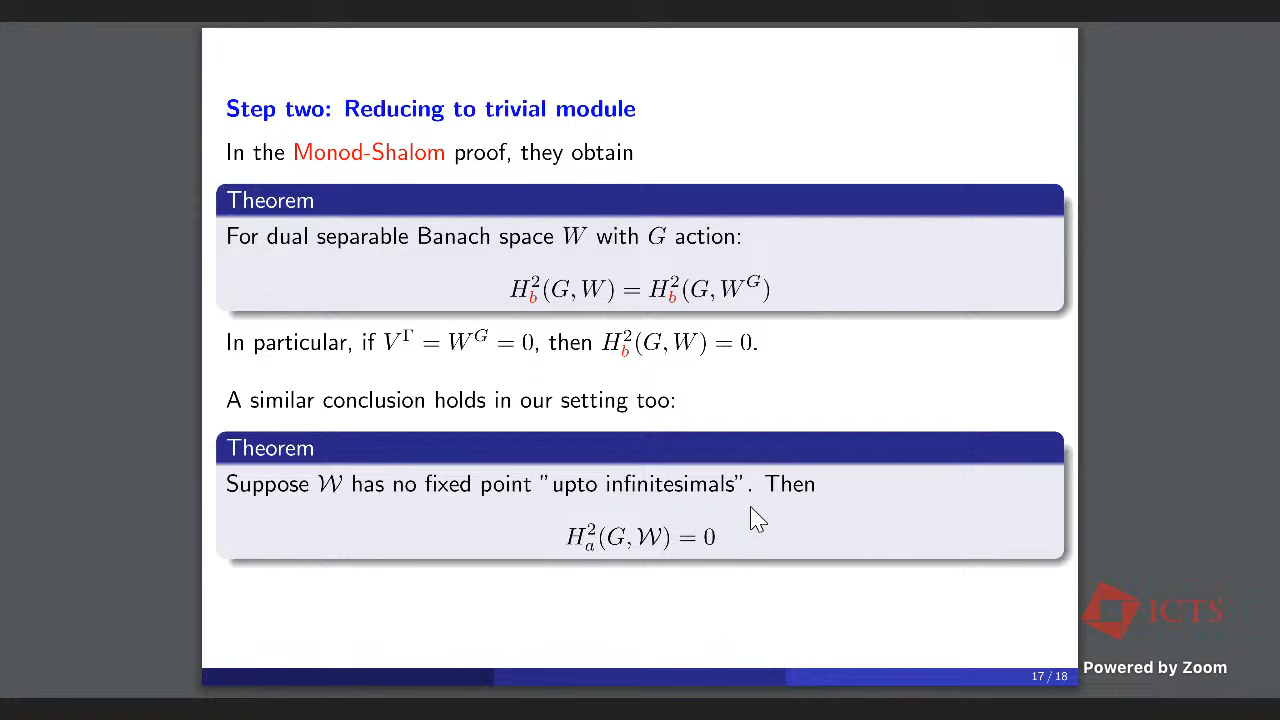 Step two: Reducing to trivial module
In the Monod-Shalom proof, they obtain
Theorem
For dual separable Banach space W with G action:
H_b^2(G, W) = H_b^2(G, W^G)
In particular, if V^Γ = W^G = 0, then H_b^2(G, W) = 0.
A similar conclusion holds in our setting too:
Theorem
Suppose 𝒲 has no fixed point "upto infinitesimals". Then
H_a^2(G, 𝒲) = 0
ICTS
Powered by Zoom
17 / 18